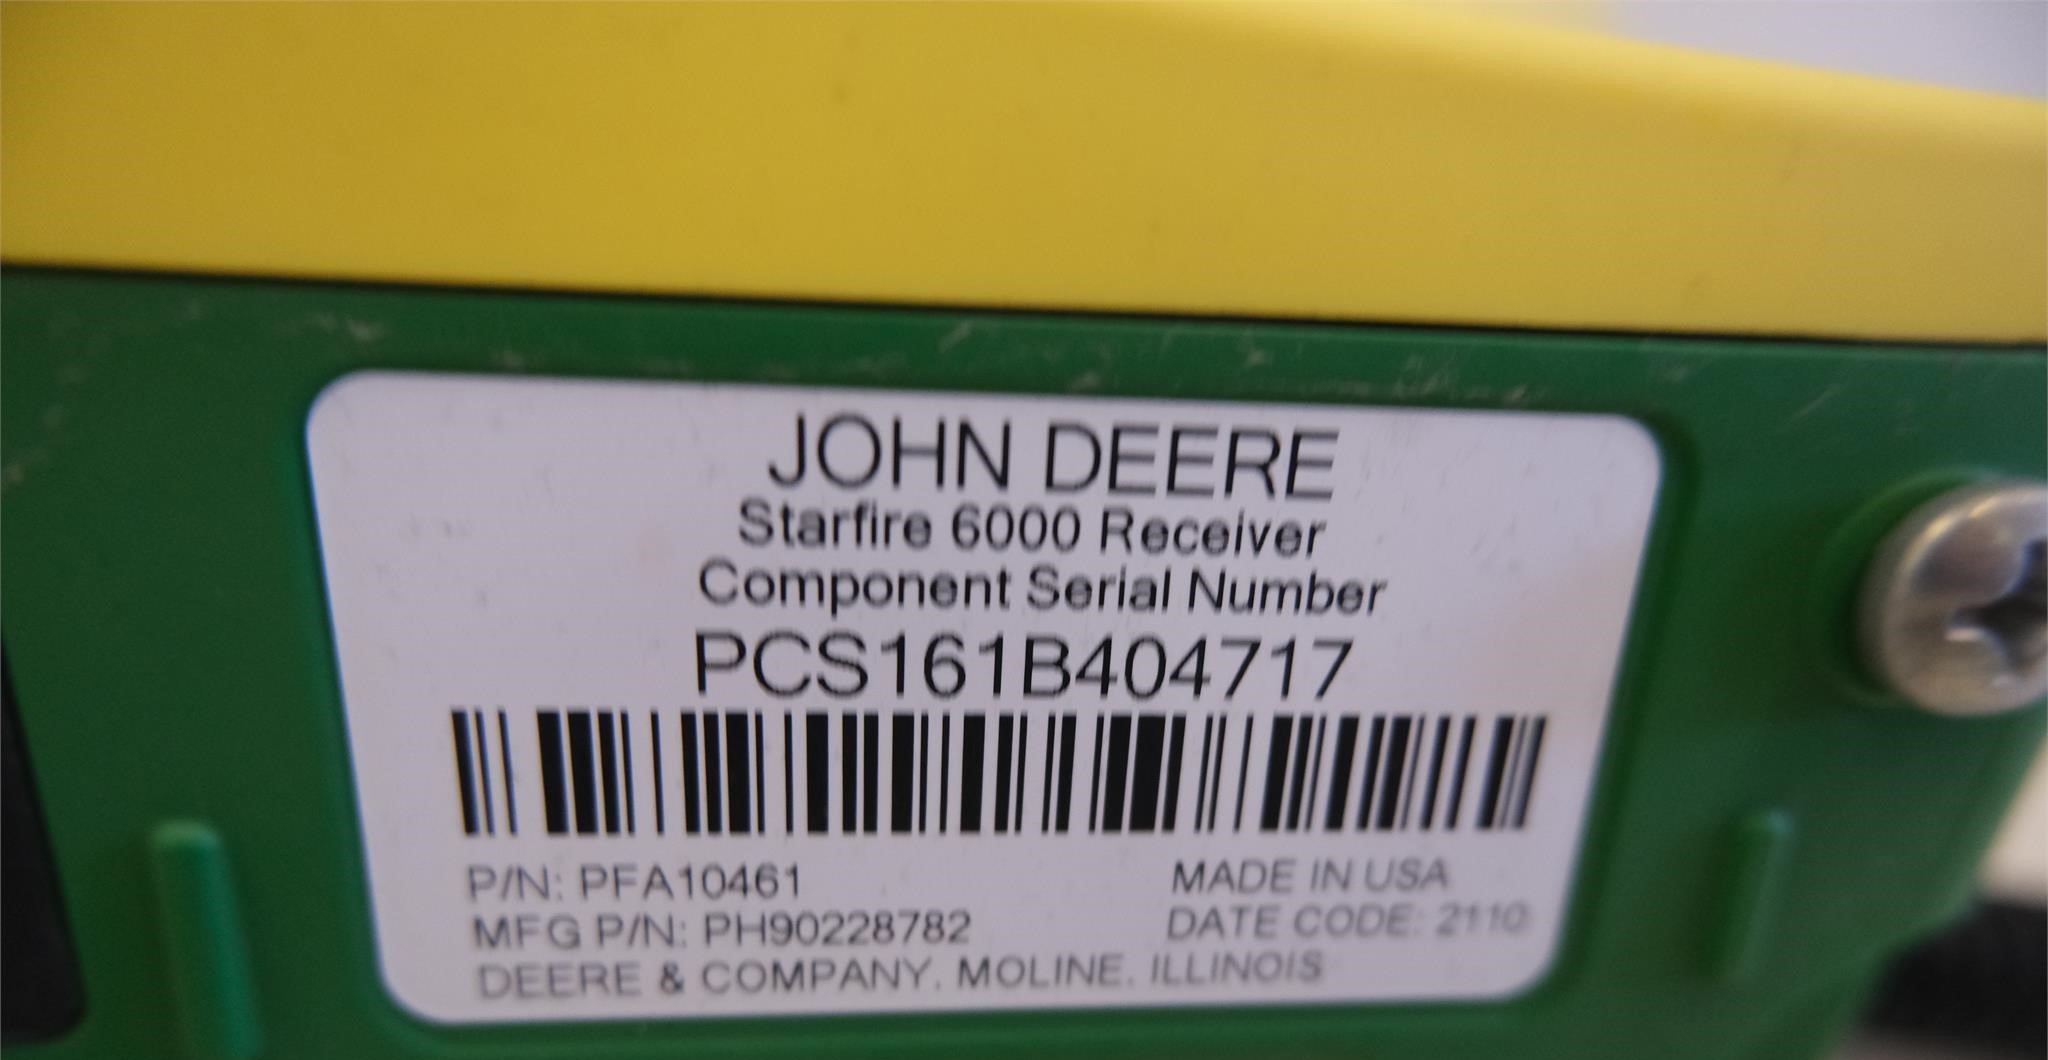 JOHN DEERE
Starfire 6000 Receiver
Component Serial Number
PCS161B404717
P/N: PFA10461
MADE IN USA
MFG P/N: PH90228782
DATE CODE: 2110
DEERE & COMPANY, MOLINE, ILLINOIS